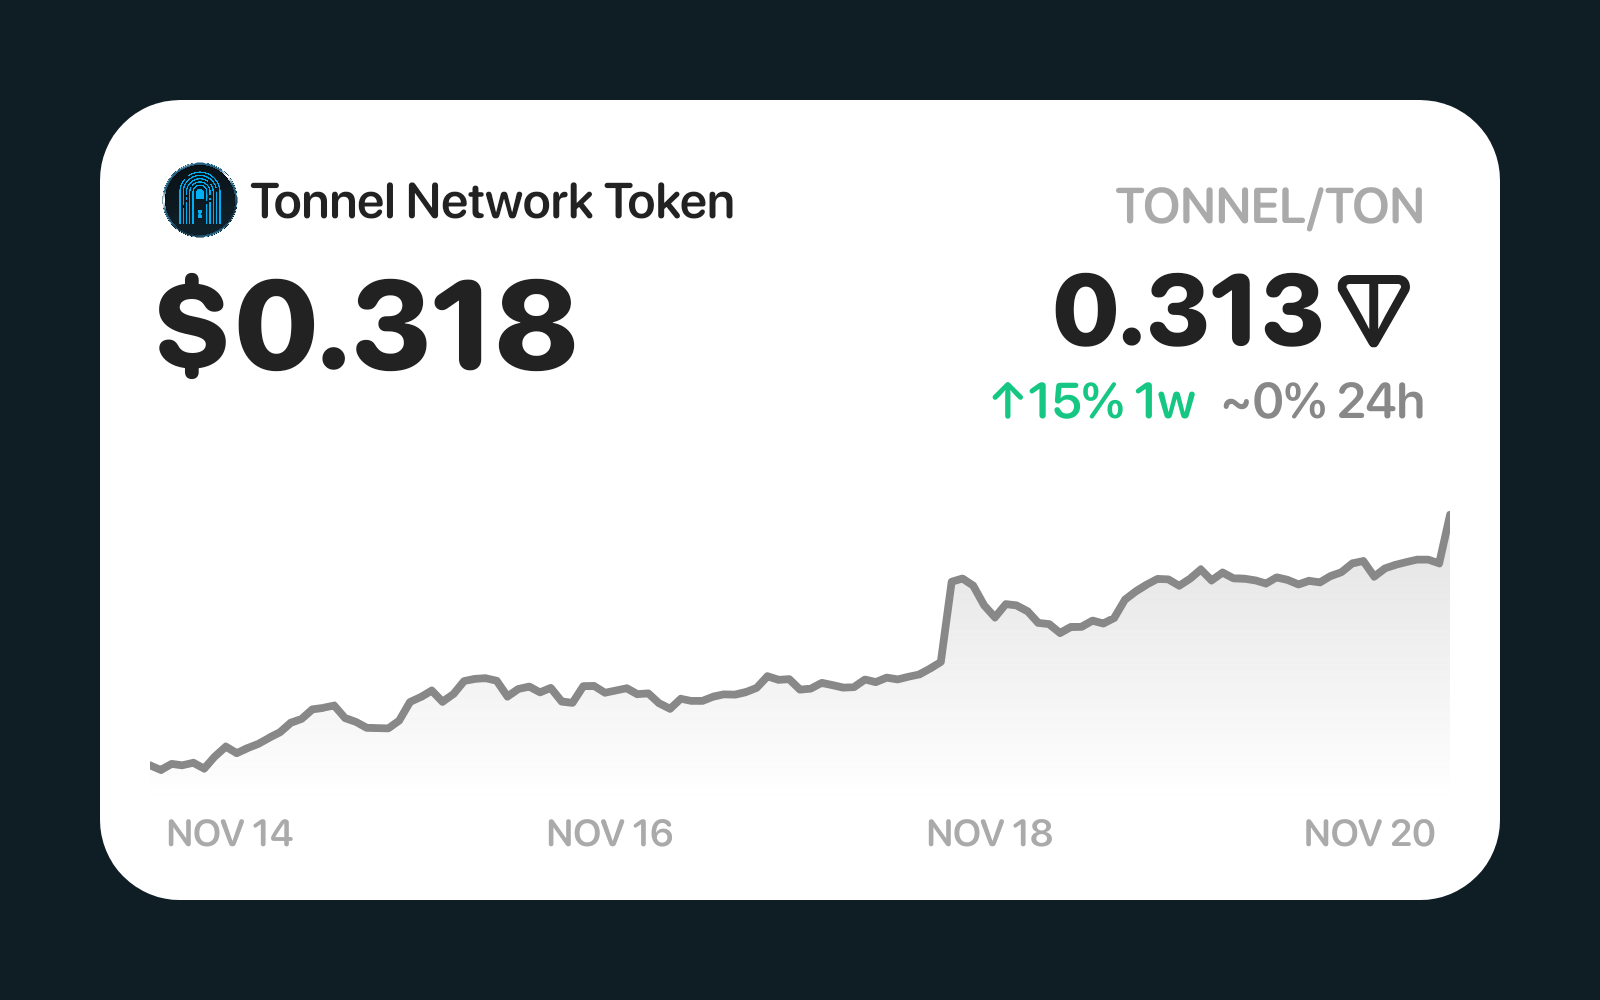 Tonnel Network Token
TONNEL/TON
$0.318
0.313
↑15% 1w ~0% 24h
NOV 14
NOV 16
NOV 18
NOV 20